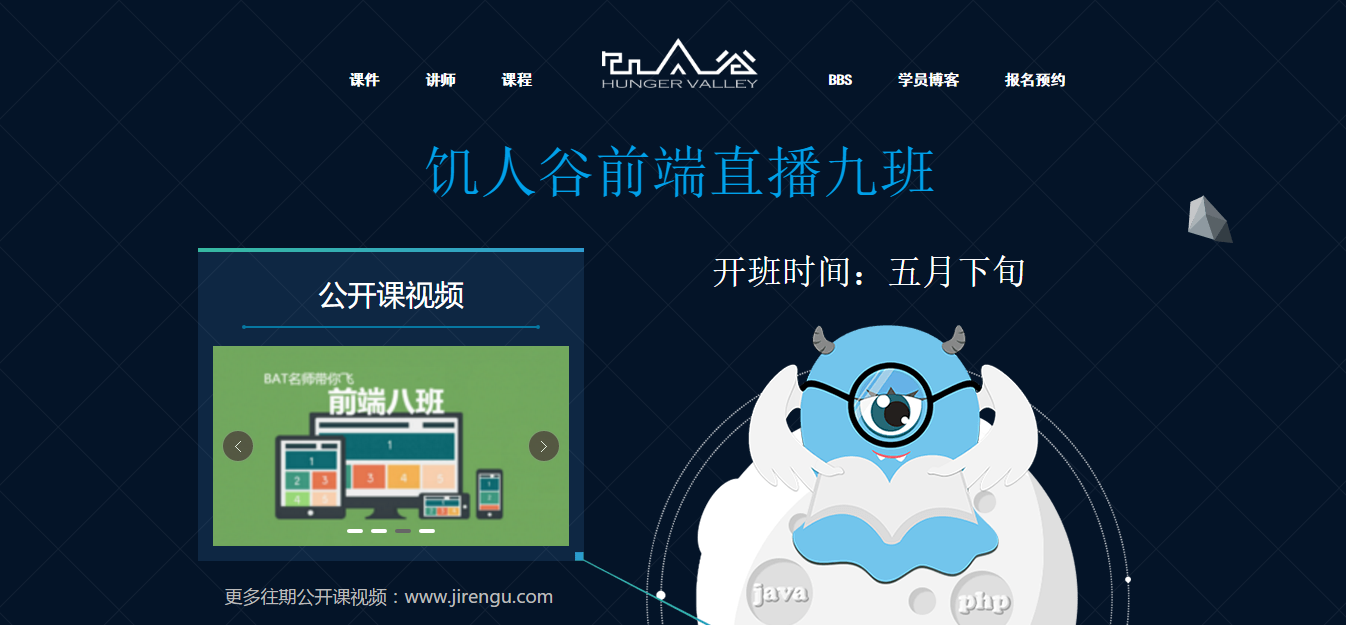 课件 讲师 课程 饥人谷 BBS 学员博客 报名预约
HUNGER VALLEY
饥人谷前端直播九班
公开课视频
开班时间：五月下旬
BAT名师带你飞
前端八班
1
1
2 3 3 4 5
4 5
java
php
更多往期公开课视频：www.jirengu.com